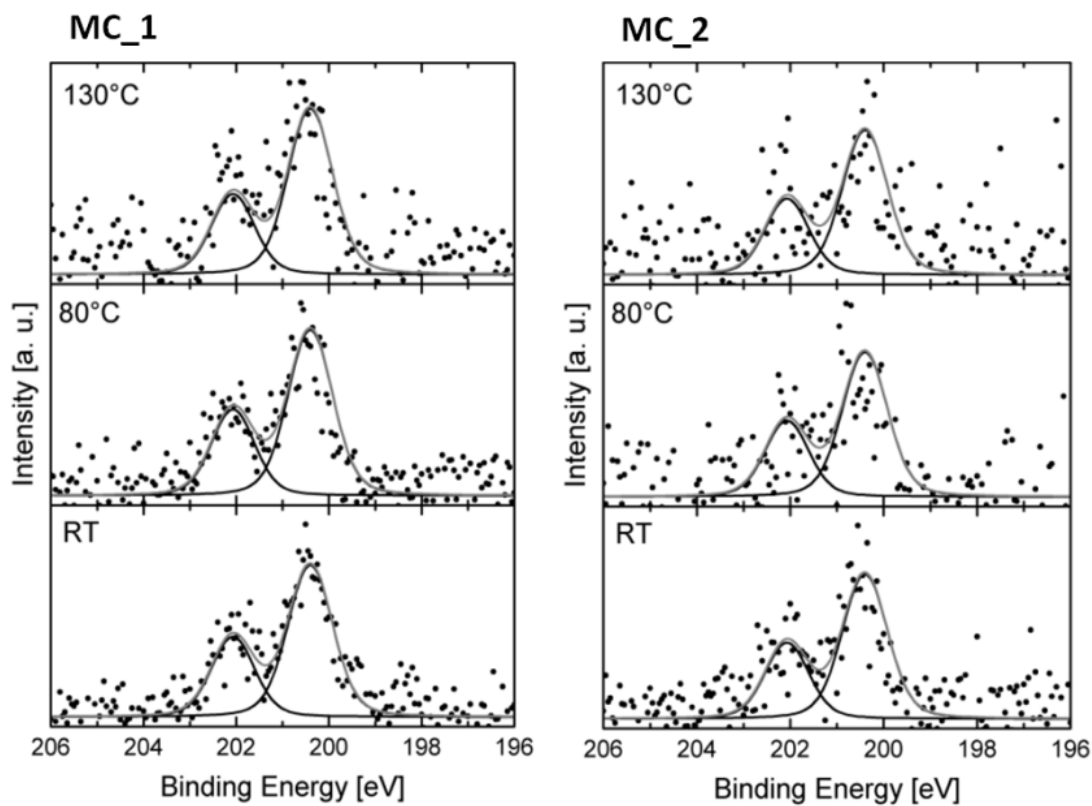 MC_1
130°C
80°C
RT
Intensity [a. u.]
206 204 202 200 198 196
Binding Energy [eV]
MC_2
130°C
80°C
RT
Intensity [a. u.]
206 204 202 200 198 196
Binding Energy [eV]